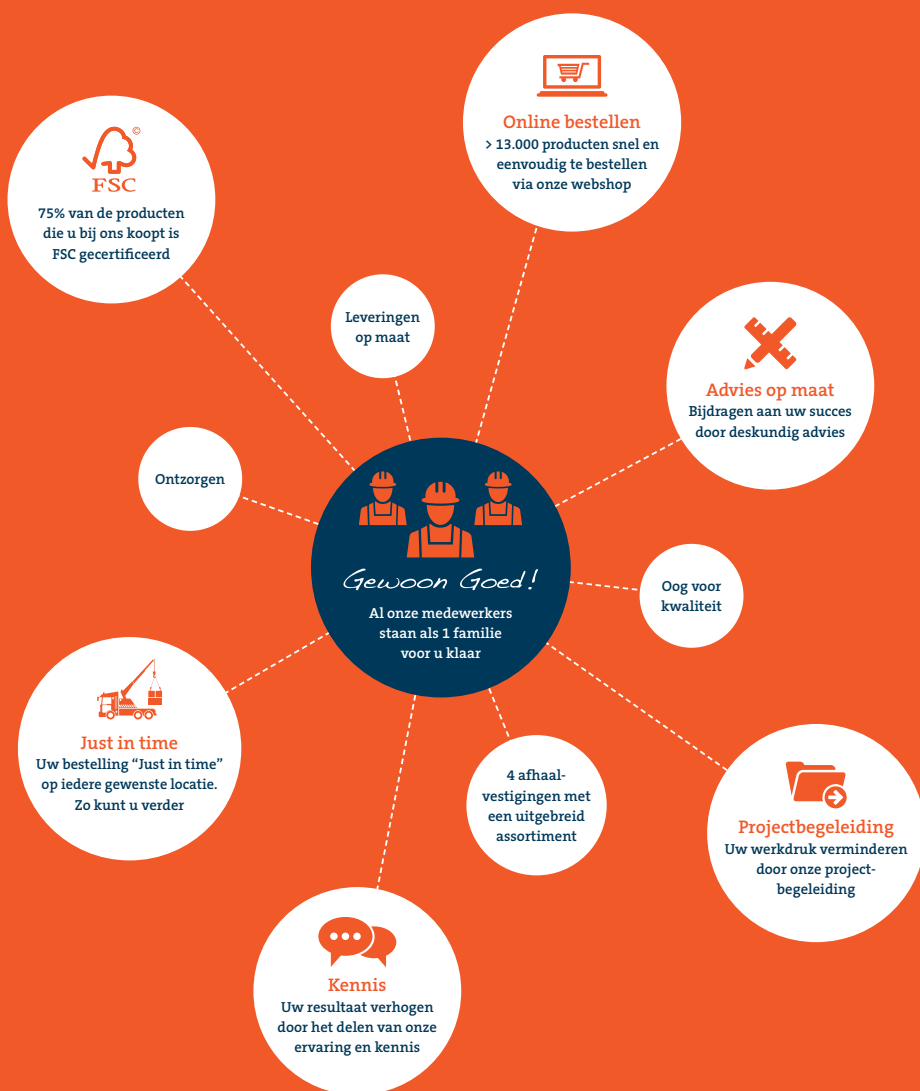 Online bestellen
> 13.000 producten snel en
eenvoudig te bestellen
via onze webshop
©
FSC
75% van de producten
die u bij ons koopt is
FSC gecertificeerd
Leveringen
op maat
Advies op maat
Bijdragen aan uw succes
door deskundig advies
Ontzorgen
Gewoon Goed!
Al onze medewerkers
staan als 1 familie
voor u klaar
Oog voor
kwaliteit
Just in time
Uw bestelling “Just in time”
op iedere gewenste locatie.
Zo kunt u verder
4 afhaal-
vestigingen met
een uitgebreid
assortiment
Projectbegeleiding
Uw werkdruk verminderen
door onze project-
begeleiding
Kennis
Uw resultaat verhogen
door het delen van onze
ervaring en kennis